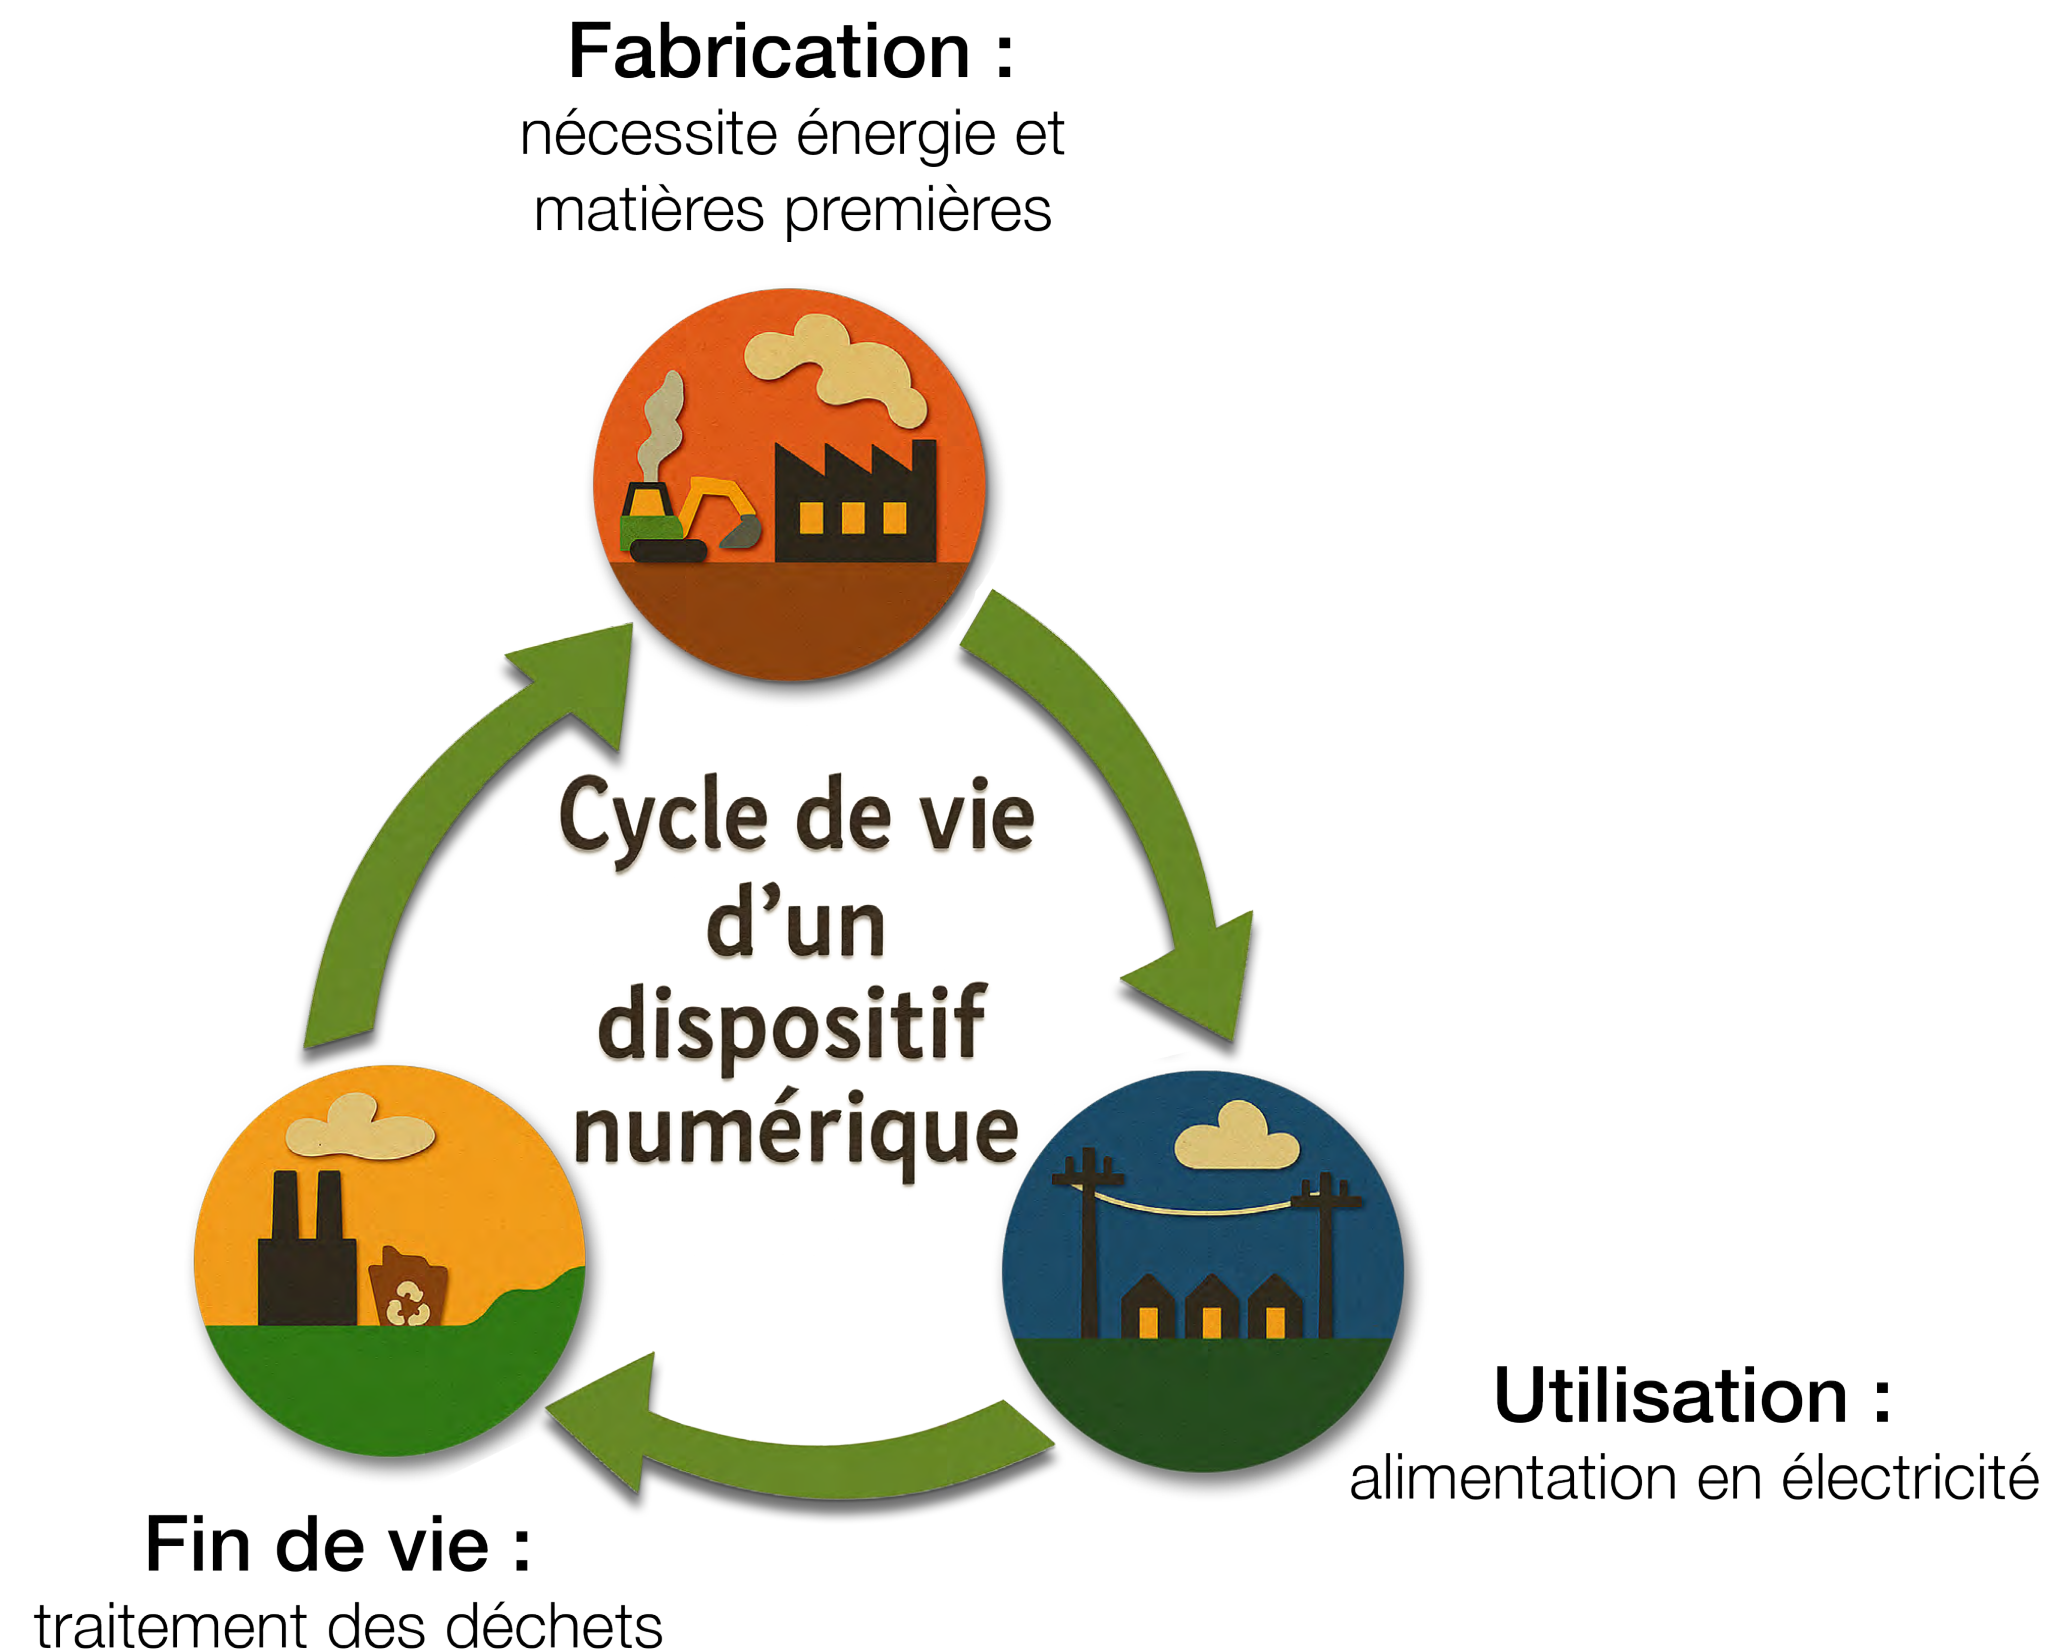 Fabrication :
nécessite énergie et
matières premières
Cycle de vie
d’un
dispositif
numérique
Utilisation :
alimentation en électricité
Fin de vie :
traitement des déchets